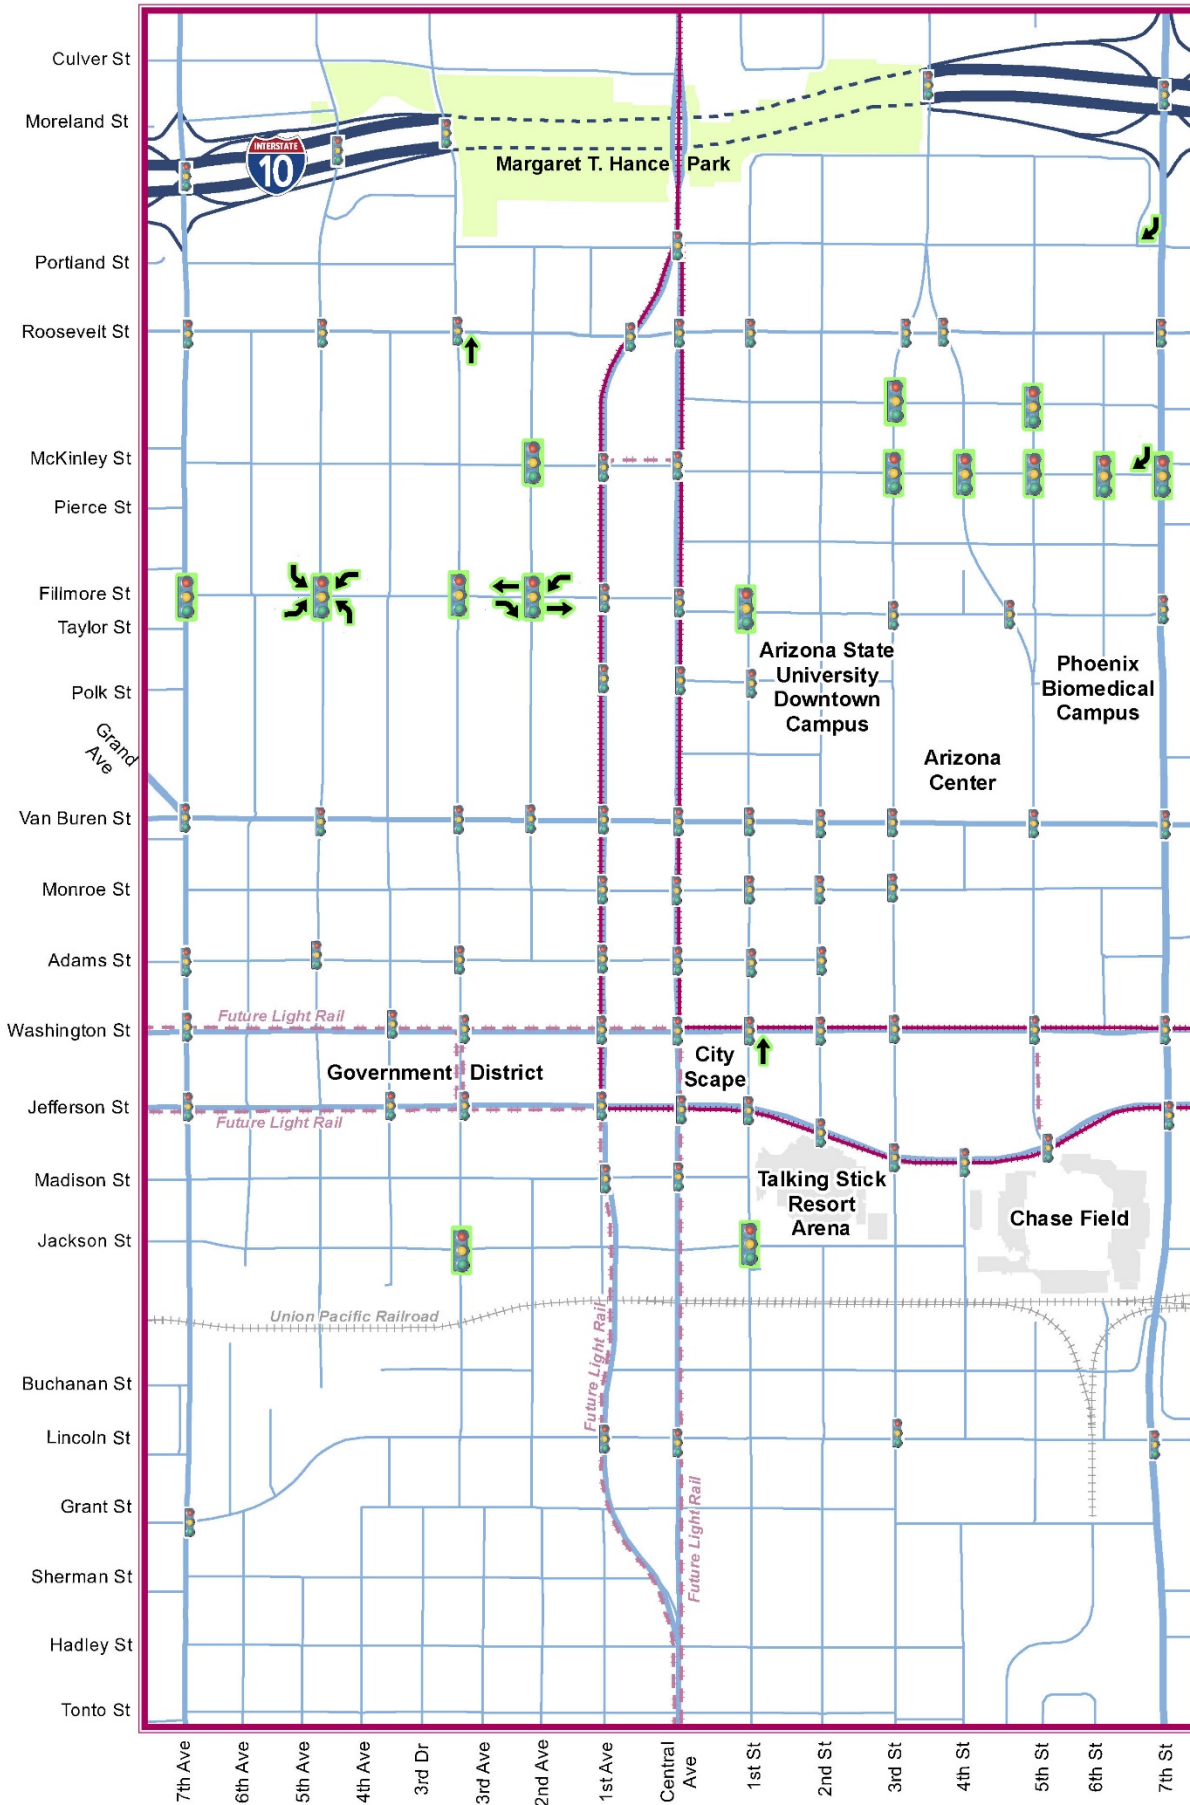 Culver St
Moreland St
INTERSTATE
10
Margaret T. Hance Park
Portland St
Roosevelt St
McKinley St
Pierce St
Fillmore St
Taylor St
Arizona State
University
Downtown
Campus
Phoenix
Biomedical
Campus
Polk St
Grand
Ave
Arizona
Center
Van Buren St
Monroe St
Adams St
Future Light Rail
Washington St
City
Scape
Government District
Jefferson St
Future Light Rail
Madison St
Talking Stick
Resort
Arena
Chase Field
Jackson St
Union Pacific Railroad
Future Light Rail
Buchanan St
Lincoln St
Grant St
Future Light Rail
Sherman St
Hadley St
Tonto St
7th Ave
6th Ave
5th Ave
4th Ave
3rd Dr
3rd Ave
2nd Ave
1st Ave
Central
Ave
1st St
2nd St
3rd St
4th St
5th St
6th St
7th St